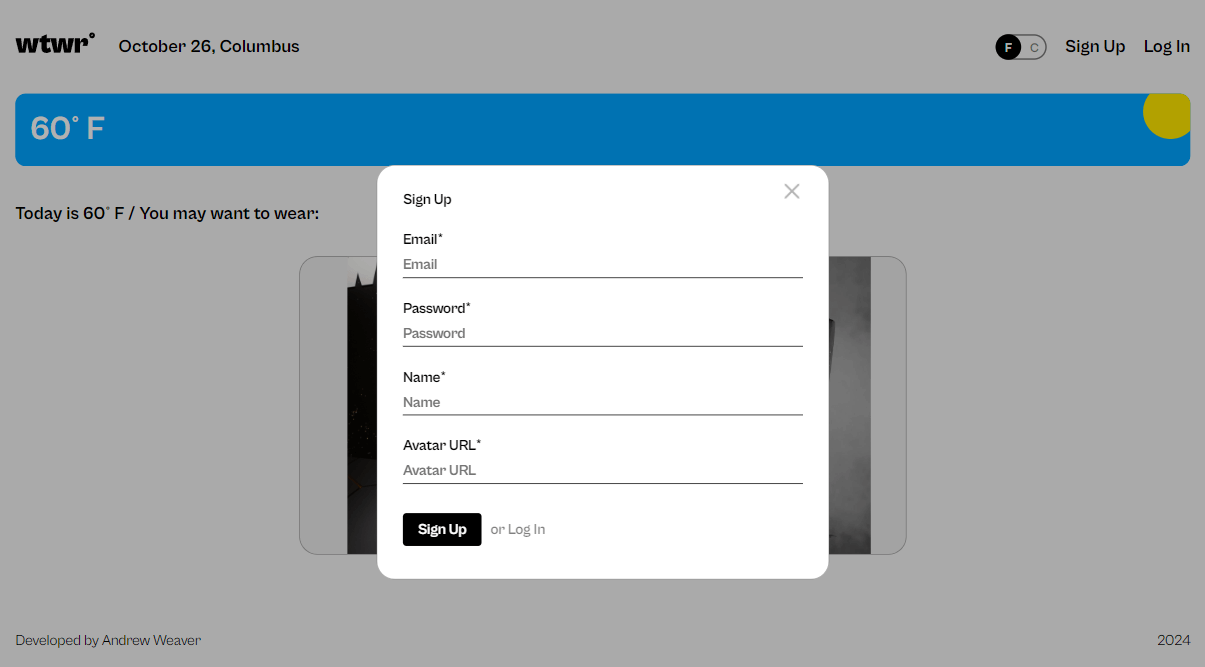 wtwr°
October 26, Columbus
F C
Sign Up
Log In
60° F
Today is 60° F / You may want to wear:
Sign Up
Email*
Email
Password*
Password
Name*
Name
Avatar URL*
Avatar URL
Sign Up or Log In
Developed by Andrew Weaver
2024